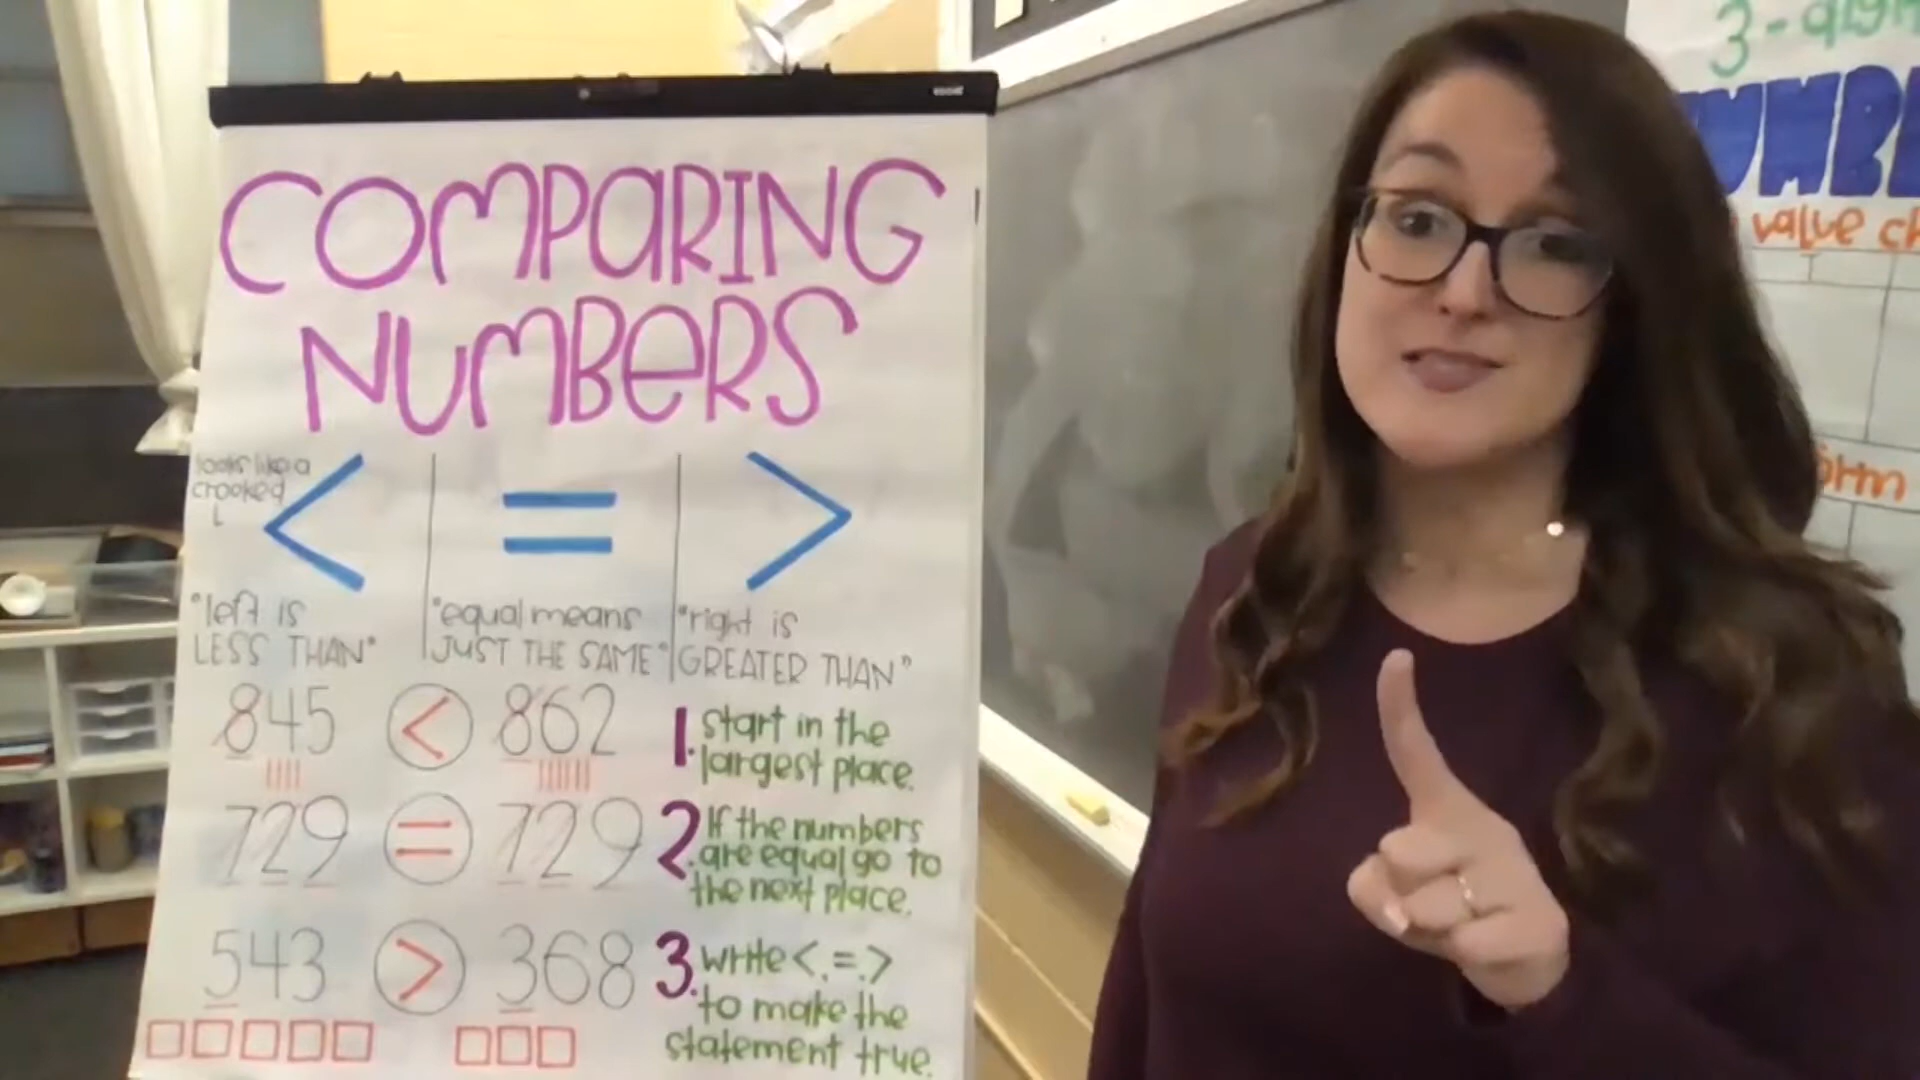 COMPARING
NUMBERS
looks like a
crooked
L
<
=
>
"left is
LESS THAN"
"equal means
JUST THE SAME"
"right is
GREATER THAN"
845 < 862
729 = 729
543 > 368
1. Start in the
largest place.
2. If the numbers
are equal go to
the next place.
3. write <, =, >
to make the
statement true.
3-digit
value